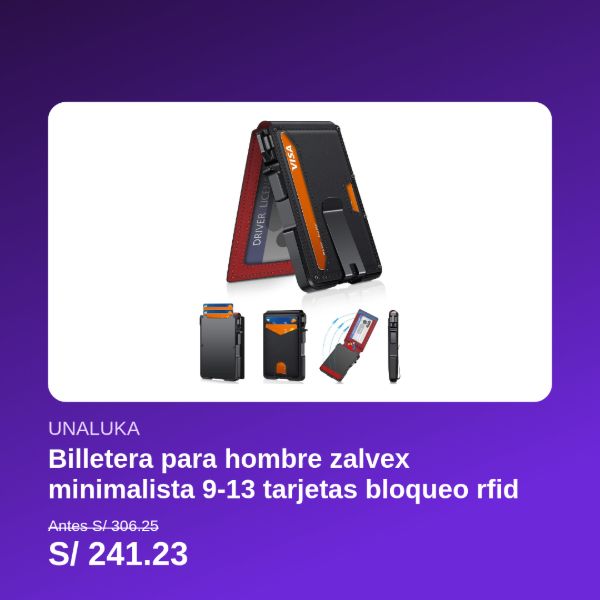 VISA
DRIVER LICE
UNALUKA
Billetera para hombre zalvex
minimalista 9-13 tarjetas bloqueo rfid
Antes S/ 306.25
S/ 241.23